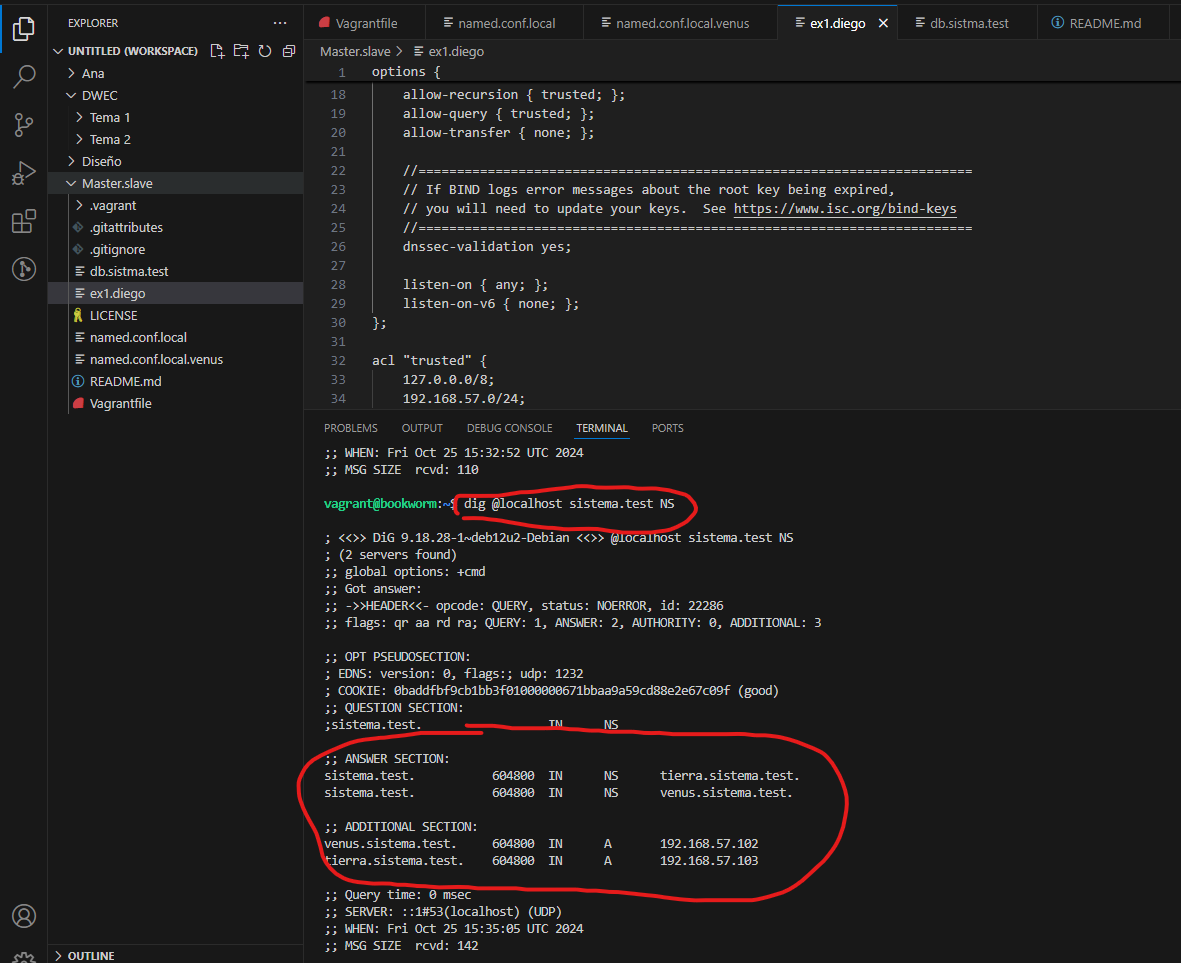 EXPLORER
UNTITLED (WORKSPACE)
Ana
DWEC
Tema 1
Tema 2
Diseño
Master.slave
.vagrant
.gitattributes
.gitignore
db.sistma.test
ex1.diego
LICENSE
named.conf.local
named.conf.local.venus
README.md
Vagrantfile
OUTLINE
Vagrantfile
named.conf.local
named.conf.local.venus
ex1.diego
db.sistma.test
README.md
Master.slave > ex1.diego
1 options {
18 allow-recursion { trusted; };
19 allow-query { trusted; };
20 allow-transfer { none; };
21
22 //========================================================================
23 // If BIND logs error messages about the root key being expired,
24 // you will need to update your keys.  See https://www.isc.org/bind-keys
25 //========================================================================
26 dnssec-validation yes;
27
28 listen-on { any; };
29 listen-on-v6 { none; };
30 };
31
32 acl "trusted" {
33 127.0.0.0/8;
34 192.168.57.0/24;
PROBLEMS OUTPUT DEBUG CONSOLE TERMINAL PORTS
;; WHEN: Fri Oct 25 15:32:52 UTC 2024
;; MSG SIZE  rcvd: 110
vagrant@bookworm:~$ dig @localhost sistema.test NS
; <<>> DiG 9.18.28-1~deb12u2-Debian <<>> @localhost sistema.test NS
; (2 servers found)
;; global options: +cmd
;; Got answer:
;; ->>HEADER<<- opcode: QUERY, status: NOERROR, id: 22286
;; flags: qr aa rd ra; QUERY: 1, ANSWER: 2, AUTHORITY: 0, ADDITIONAL: 3
;; OPT PSEUDOSECTION:
; EDNS: version: 0, flags:; udp: 1232
; COOKIE: 0baddfbf9cb1bb3f01000000671bbaa9a59cd88e2e67c09f (good)
;; QUESTION SECTION:
;sistema.test. IN NS
;; ANSWER SECTION:
sistema.test. 604800 IN NS tierra.sistema.test.
sistema.test. 604800 IN NS venus.sistema.test.
;; ADDITIONAL SECTION:
venus.sistema.test. 604800 IN A 192.168.57.102
tierra.sistema.test. 604800 IN A 192.168.57.103
;; Query time: 0 msec
;; SERVER: ::1#53(localhost) (UDP)
;; WHEN: Fri Oct 25 15:35:05 UTC 2024
;; MSG SIZE  rcvd: 142